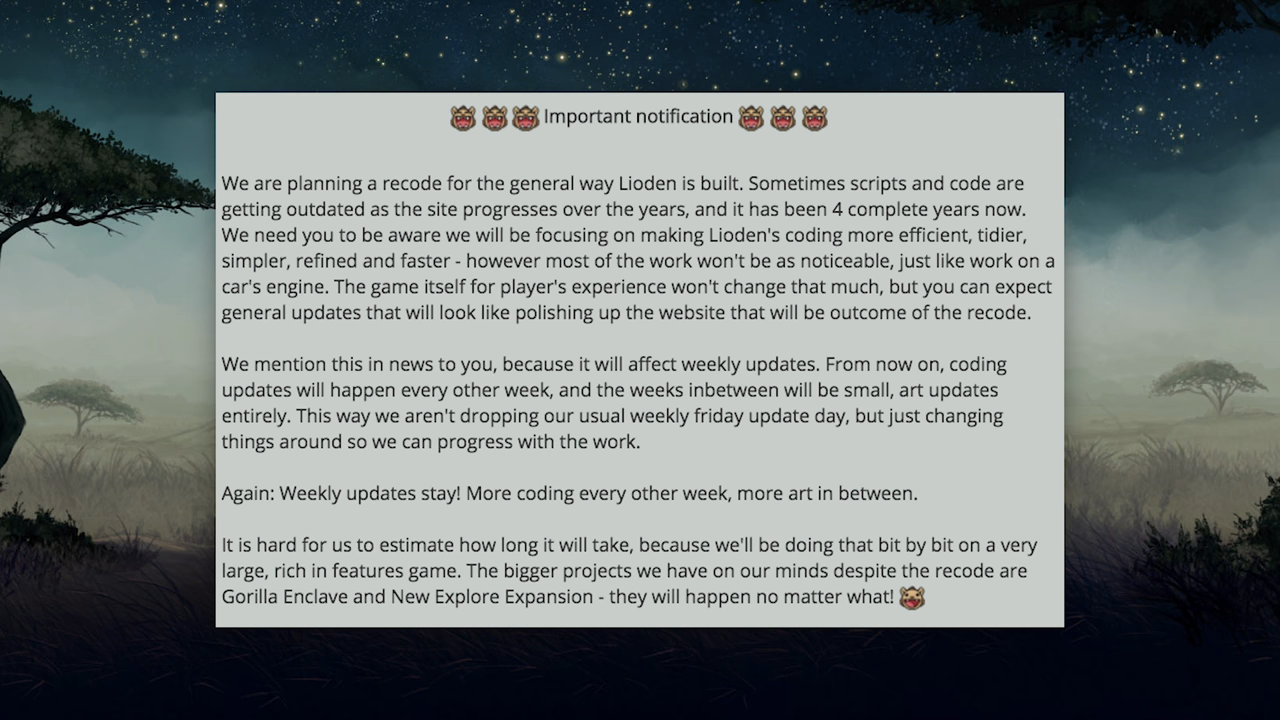 Important notification
We are planning a recode for the general way Lioden is built. Sometimes scripts and code are
getting outdated as the site progresses over the years, and it has been 4 complete years now.
We need you to be aware we will be focusing on making Lioden's coding more efficient, tidier,
simpler, refined and faster - however most of the work won't be as noticeable, just like work on a
car's engine. The game itself for player's experience won't change that much, but you can expect
general updates that will look like polishing up the website that will be outcome of the recode.
We mention this in news to you, because it will affect weekly updates. From now on, coding
updates will happen every other week, and the weeks inbetween will be small, art updates
entirely. This way we aren't dropping our usual weekly friday update day, but just changing
things around so we can progress with the work.
Again: Weekly updates stay! More coding every other week, more art in between.
It is hard for us to estimate how long it will take, because we'll be doing that bit by bit on a very
large, rich in features game. The bigger projects we have on our minds despite the recode are
Gorilla Enclave and New Explore Expansion - they will happen no matter what!